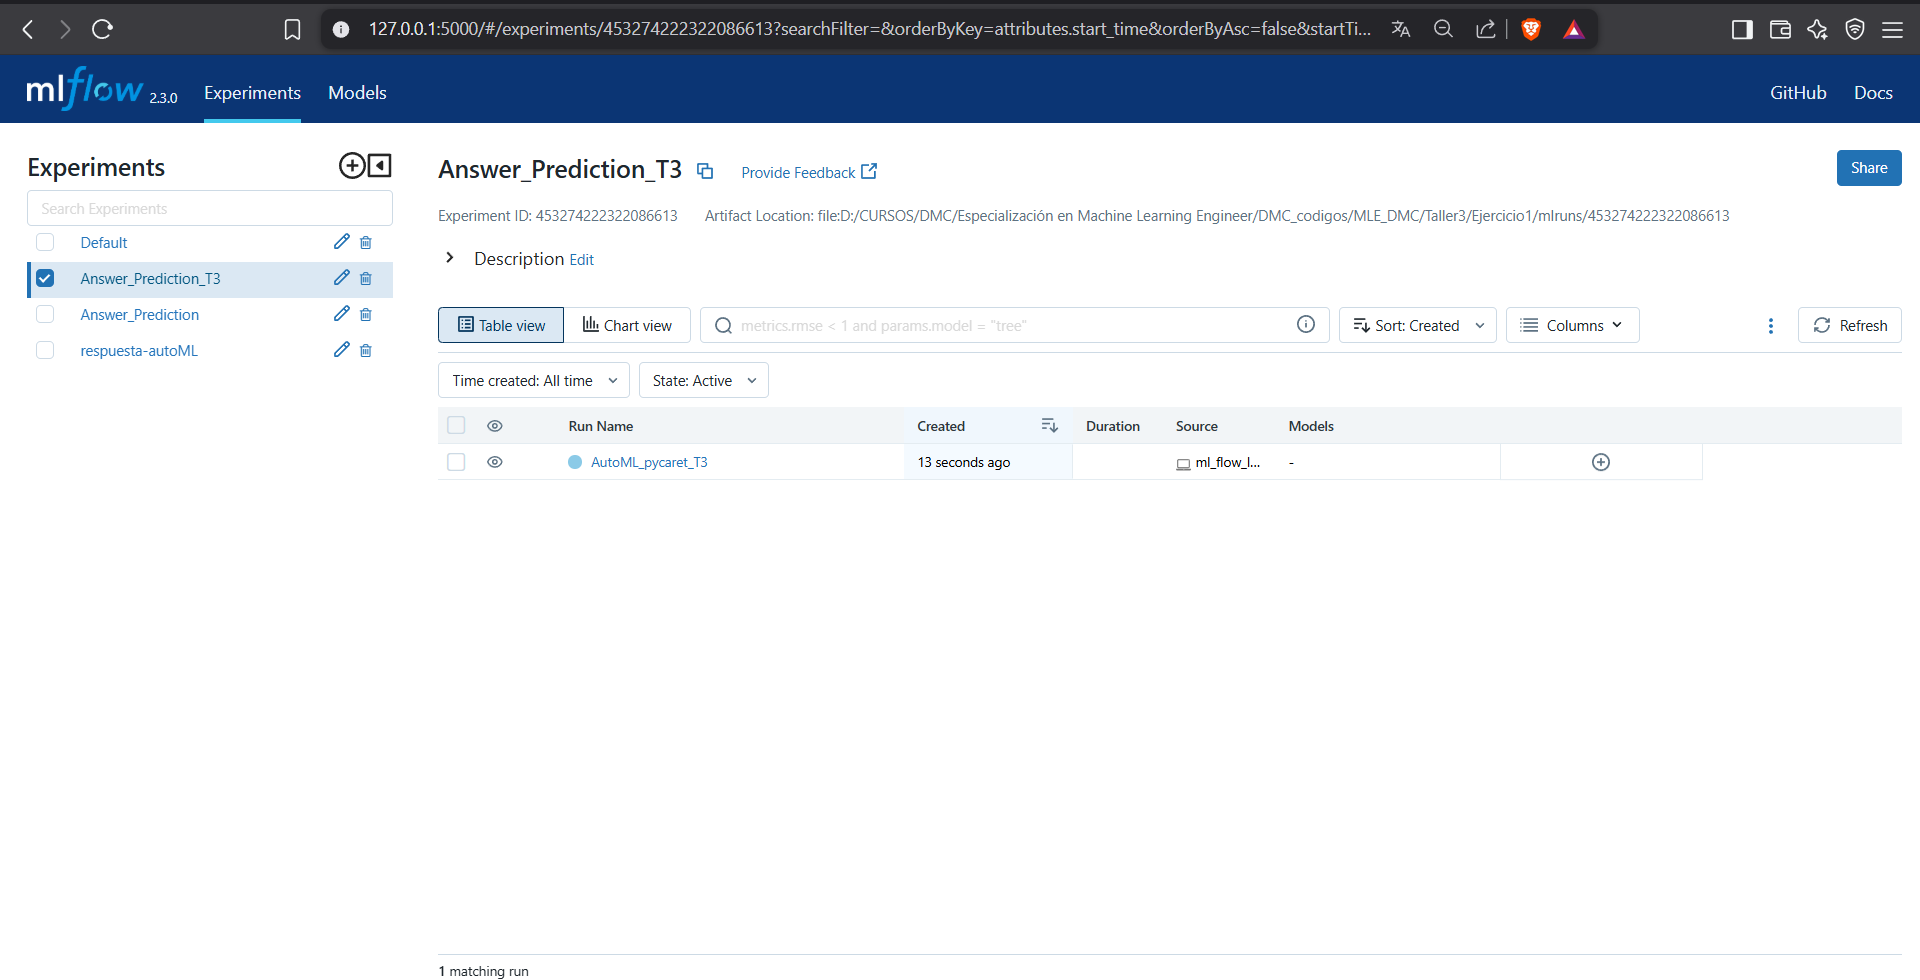 127.0.0.1:5000/#/experiments/453274222322086613?searchFilter=&orderByKey=attributes.start_time&orderByAsc=false&startTi...
mlflow 2.3.0 Experiments Models GitHub Docs
Experiments
Search Experiments
Default
Answer_Prediction_T3
Answer_Prediction
respuesta-autoML
Answer_Prediction_T3 Provide Feedback Share
Experiment ID: 453274222322086613 Artifact Location: file:D:/CURSOS/DMC/Especialización en Machine Learning Engineer/DMC_codigos/MLE_DMC/Taller3/Ejercicio1/mlruns/453274222322086613
Description Edit
Table view Chart view metrics.rmse < 1 and params.model = "tree" Sort: Created Columns Refresh
Time created: All time State: Active
Run Name Created Duration Source Models
AutoML_pycaret_T3 13 seconds ago ml_flow_l... -
1 matching run